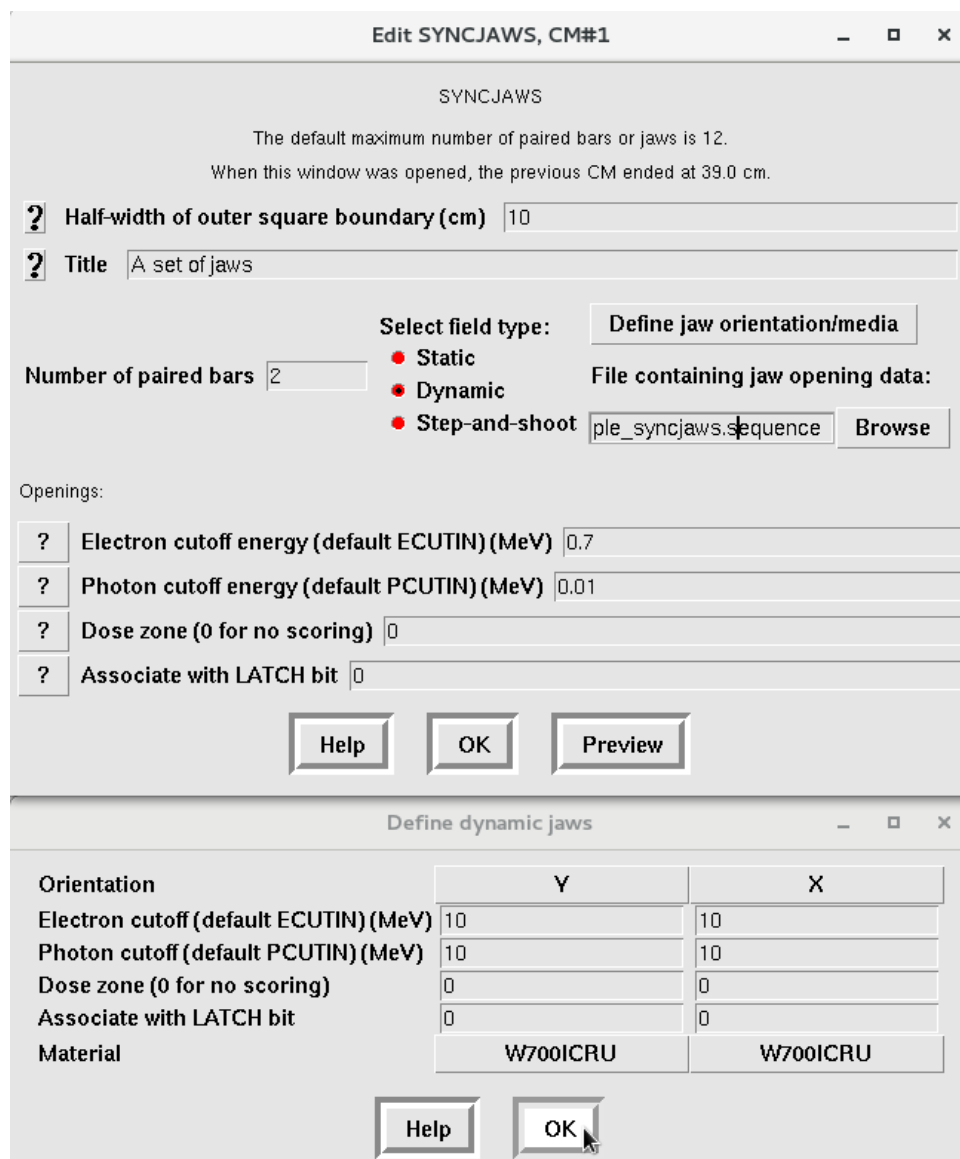 Edit SYNCJAWS, CM#1
SYNCJAWS
The default maximum number of paired bars or jaws is 12.
When this window was opened, the previous CM ended at 39.0 cm.
? Half-width of outer square boundary (cm) 10
? Title A set of jaws
Select field type: Define jaw orientation/media
Static
Number of paired bars 2 Dynamic File containing jaw opening data:
Step-and-shoot ple_syncjaws.sequence Browse
Openings:
? Electron cutoff energy (default ECUTIN) (MeV) 0.7
? Photon cutoff energy (default PCUTIN) (MeV) 0.01
? Dose zone (0 for no scoring) 0
? Associate with LATCH bit 0
Help OK Preview
Define dynamic jaws
Orientation Y X
Electron cutoff (default ECUTIN) (MeV) 10 10
Photon cutoff (default PCUTIN) (MeV) 10 10
Dose zone (0 for no scoring) 0 0
Associate with LATCH bit 0 0
Material W700ICRU W700ICRU
Help OK